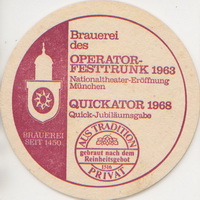 Brauerei
des
OPERATOR-
FESTTRUNK 1963
Nationaltheater-Eröffnung
München
QUICKATOR 1968
Quick-Jubiläumsgabe
BRAUEREI
SEIT 1450
AUS TRADITION
gebraut nach dem
Reinheitsgebot
1516
PRIVAT